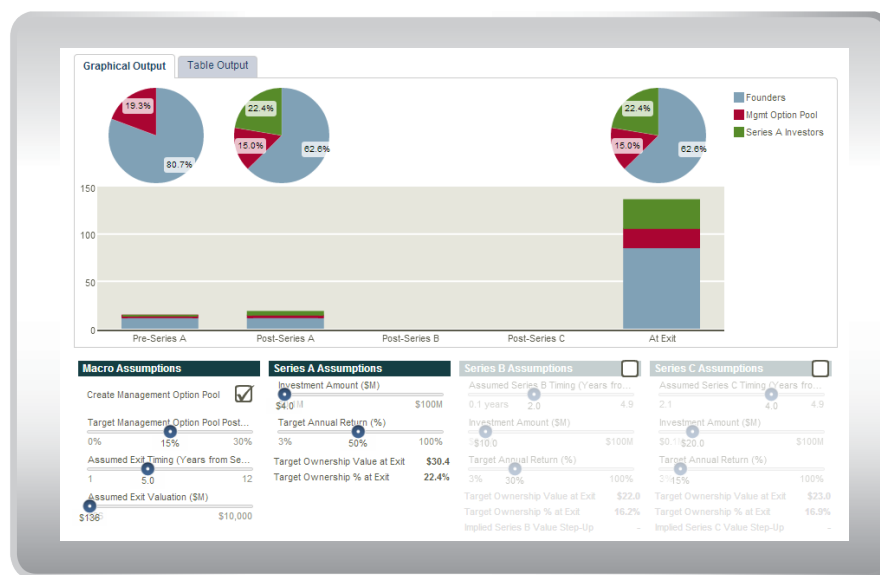 Graphical Output Table Output
19.3%
80.7%
22.4%
15.0%
62.6%
22.4%
15.0%
62.6%
Founders
Mgmt Option Pool
Series A Investors
150
100
50
0
Pre-Series A Post-Series A Post-Series B Post-Series C At Exit
Macro Assumptions
Create Management Option Pool
Target Management Option Pool Post...
0% 15% 30%
Assumed Exit Timing (Years from Se...
1 5.0 12
Assumed Exit Valuation ($M)
$136 $10,000
Series A Assumptions
Investment Amount ($M)
$4.0 $100M
Target Annual Return (%)
3% 50% 100%
Target Ownership Value at Exit $30.4
Target Ownership % at Exit 22.4%
Series B Assumptions
Assumed Series B Timing (Years fro...
0.1 years 2.0 4.9
Investment Amount ($M)
$10.0 $100M
Target Annual Return (%)
3% 30% 100%
Target Ownership Value at Exit $22.0
Target Ownership % at Exit 16.2%
Implied Series B Value Step-Up -
Series C Assumptions
Assumed Series C Timing (Years from...
2.1 4.0 4.9
Investment Amount ($M)
$20.0 $100M
Target Annual Return (%)
15% 100%
Target Ownership Value at Exit $23.0
Target Ownership % at Exit 16.9%
Implied Series C Value Step-Up -